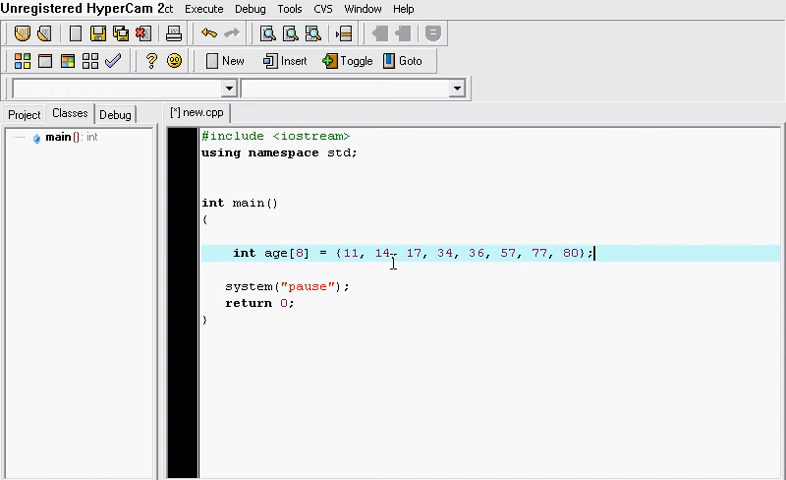 Unregistered HyperCam 2ct Execute Debug Tools CVS Window Help
New Insert Toggle Goto
Project Classes Debug
[*] new.cpp
main(): int
#include <iostream>
using namespace std;
int main()
{
int age[8] = {11, 14, 17, 34, 36, 57, 77, 80};
system("pause");
return 0;
}